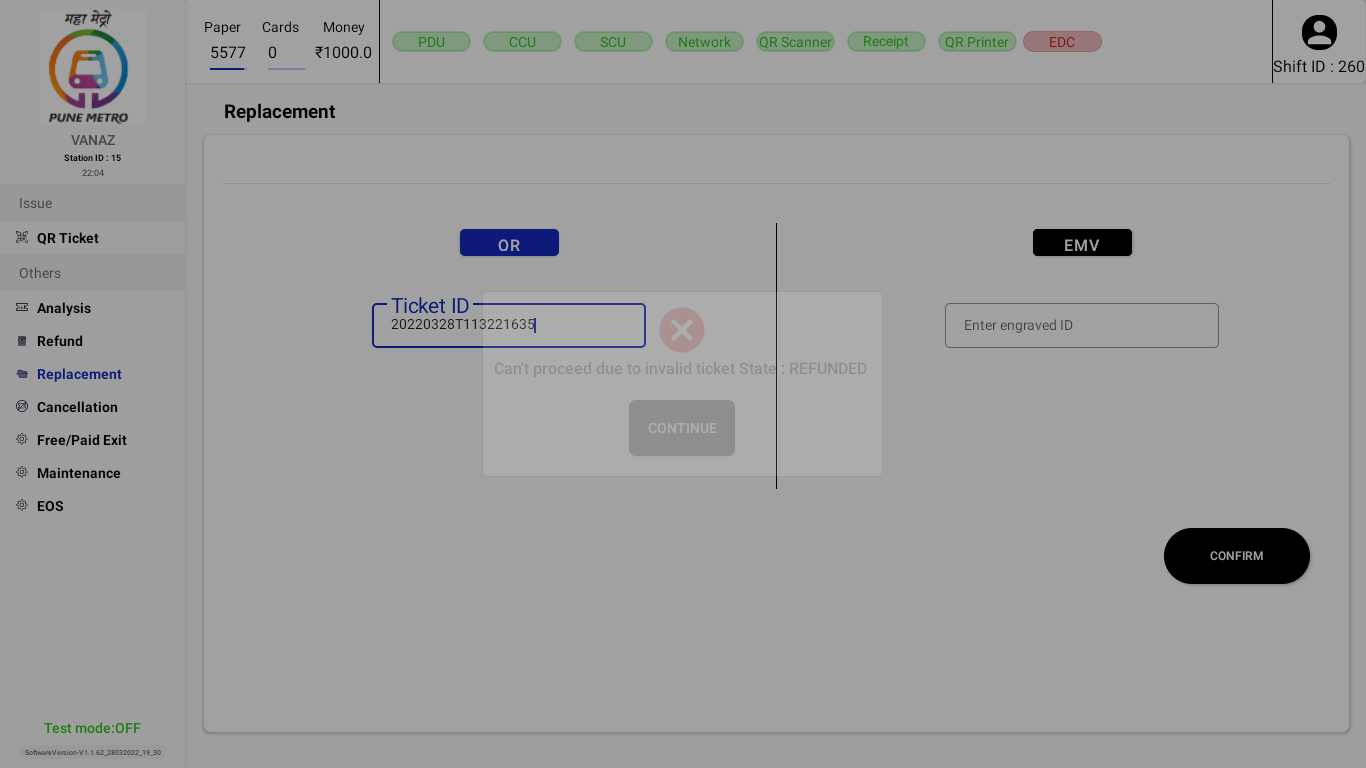 महा मेट्रो
PUNE METRO
VANAZ
Station ID : 15
22:04
Issue
QR Ticket
Others
Analysis
Refund
Replacement
Cancellation
Free/Paid Exit
Maintenance
EOS
Test mode:OFF
SoftwareVersion-V1.1.62_28032022_19_30
Paper Cards Money
5577 0 ₹1000.0
PDU CCU SCU Network QR Scanner Receipt QR Printer EDC
Shift ID : 260
Replacement
QR EMV
Ticket ID
20220328T113221635
Enter engraved ID
Can't proceed due to invalid ticket State : REFUNDED
CONTINUE
CONFIRM